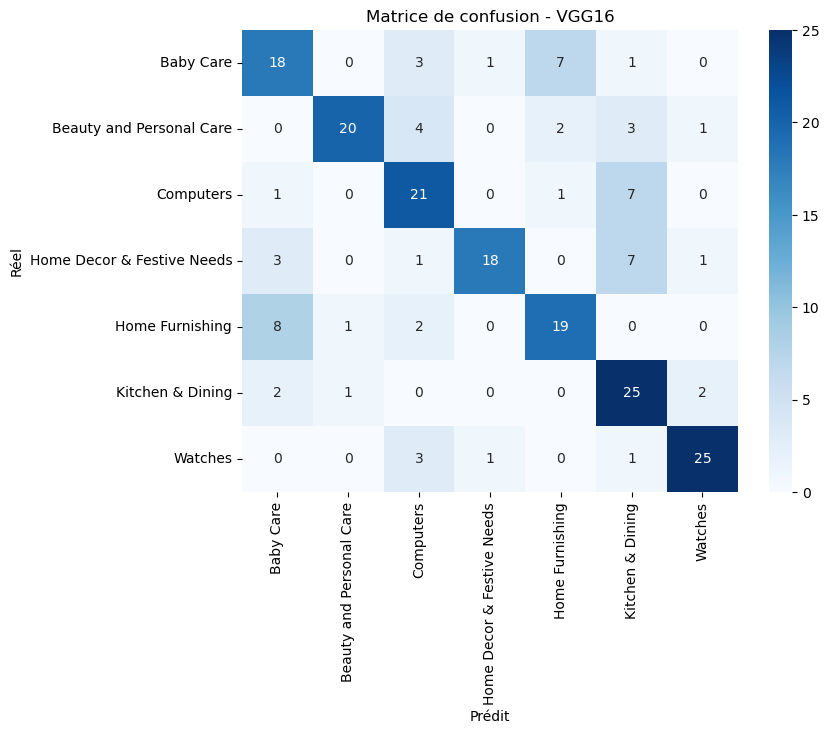 Matrice de confusion - VGG16
Baby Care 18 0 3 1 7 1 0
Beauty and Personal Care 0 20 4 0 2 3 1
Computers 1 0 21 0 1 7 0
Home Decor & Festive Needs 3 0 1 18 0 7 1
Home Furnishing 8 1 2 0 19 0 0
Kitchen & Dining 2 1 0 0 0 25 2
Watches 0 0 3 1 0 1 25
Réel
Baby Care
Beauty and Personal Care
Computers
Home Decor & Festive Needs
Home Furnishing
Kitchen & Dining
Watches
Prédit
25
20
15
10
5
0